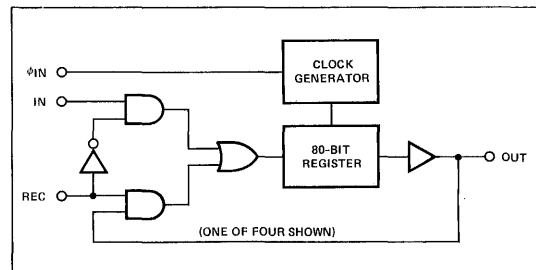 CLOCK
GENERATOR
φIN
IN
80-BIT
REGISTER
OUT
REC
(ONE OF FOUR SHOWN)